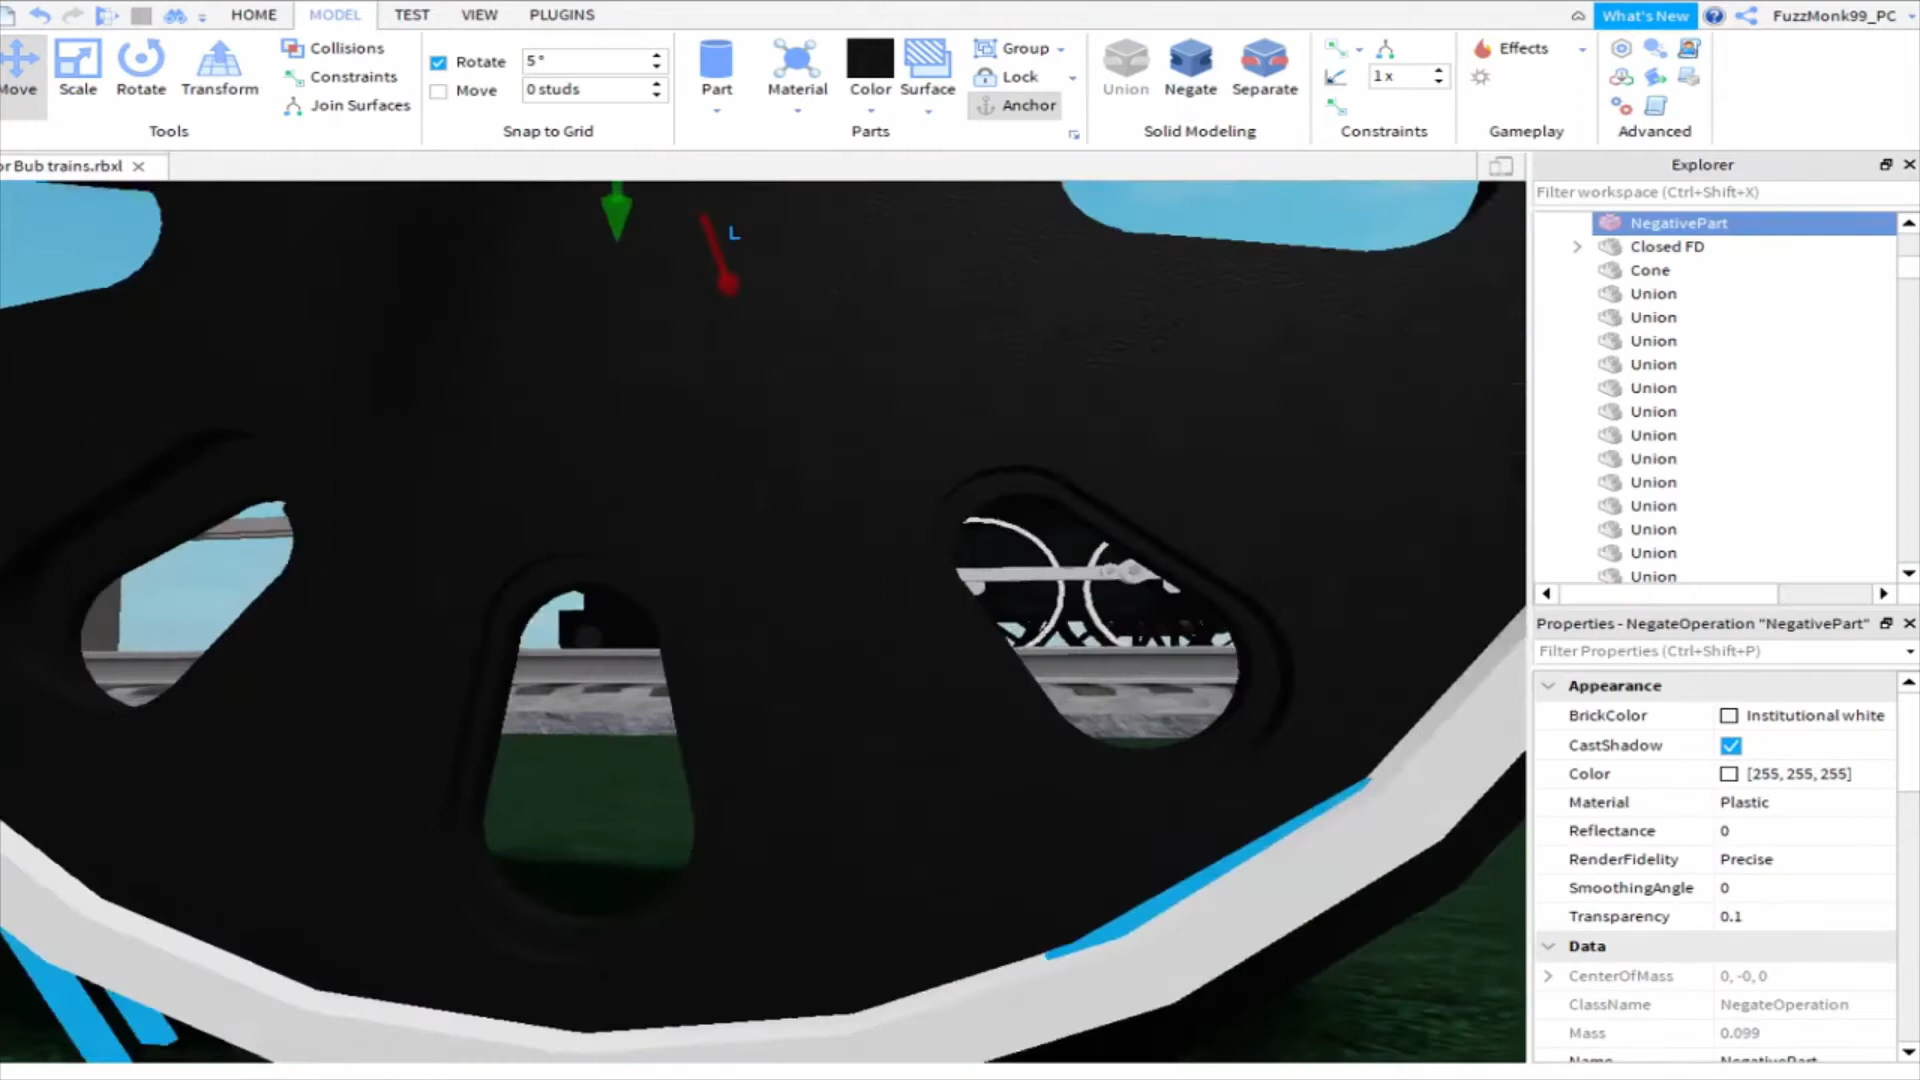 HOME MODEL TEST VIEW PLUGINS What's New FuzzMonk99_PC
Move Scale Rotate Transform
Collisions
Constraints
Join Surfaces
Tools
Rotate 5°
Move 0 studs
Snap to Grid
Part Material Color Surface
Group
Lock
Anchor
Parts
Union Negate Separate
Solid Modeling
1x
Constraints
Effects
Gameplay
Advanced
or Bub trains.rbxl
L
Explorer
Filter workspace (Ctrl+Shift+X)
NegativePart
Closed FD
Cone
Union
Union
Union
Union
Union
Union
Union
Union
Union
Union
Union
Union
Union
Properties - NegateOperation "NegativePart"
Filter Properties (Ctrl+Shift+P)
Appearance
BrickColor Institutional white
CastShadow
Color [255, 255, 255]
Material Plastic
Reflectance 0
RenderFidelity Precise
SmoothingAngle 0
Transparency 0.1
Data
CenterOfMass 0, -0, 0
ClassName NegateOperation
Mass 0.099
Name NegativePart